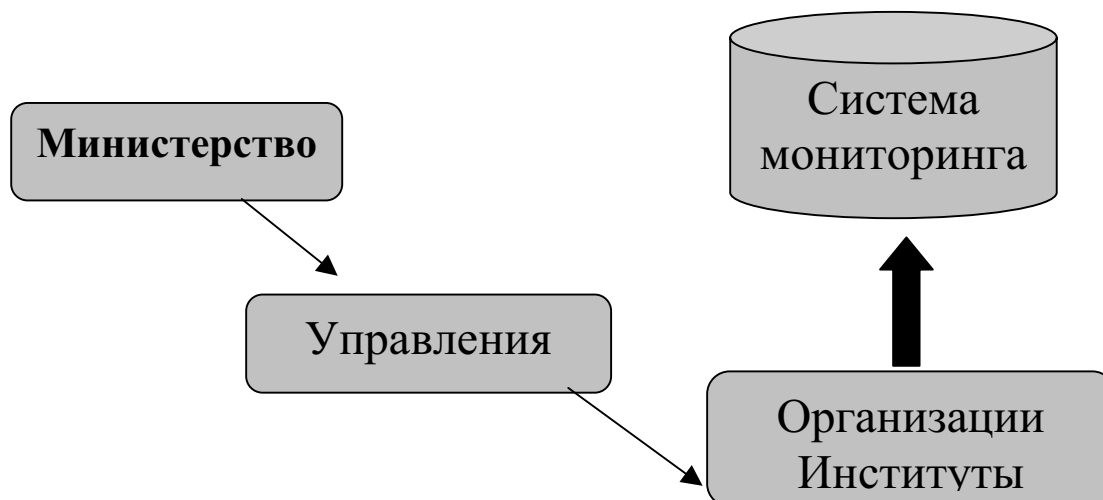 Министерство
Система
мониторинга
Управления
Организации
Институты